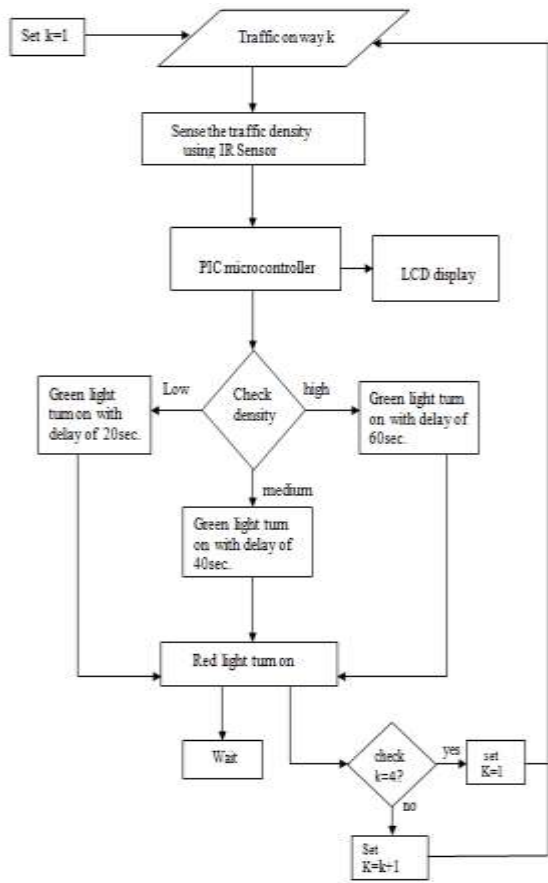 Set k=1
Traffic on way k
Sense the traffic density
using IR Sensor
PIC microcontroller
LCD display
Low
Check
density
high
Green light
turn on with
delay of 20sec.
Green light turn
on with delay of
60sec.
medium
Green light turn
on with delay of
40sec.
Red light turn on
Wait
check
k=4?
yes
set
K=1
no
Set
K=k+1